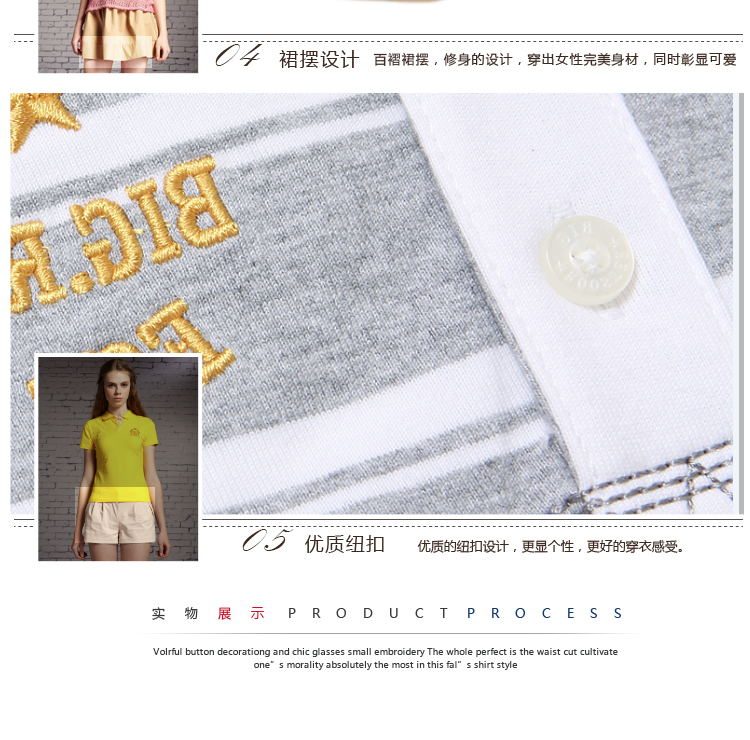 04 裙摆设计 百褶裙摆，修身的设计，穿出女性完美身材，同时彰显可爱
BIG.
05 优质纽扣 优质的纽扣设计，更显个性，更好的穿衣感受。
实物展示 PRODUCT PROCESS
Volrful button decorationg and chic glasses small embroidery The whole perfect is the waist cut cultivate
one”s morality absolutely the most in this fal”s shirt style